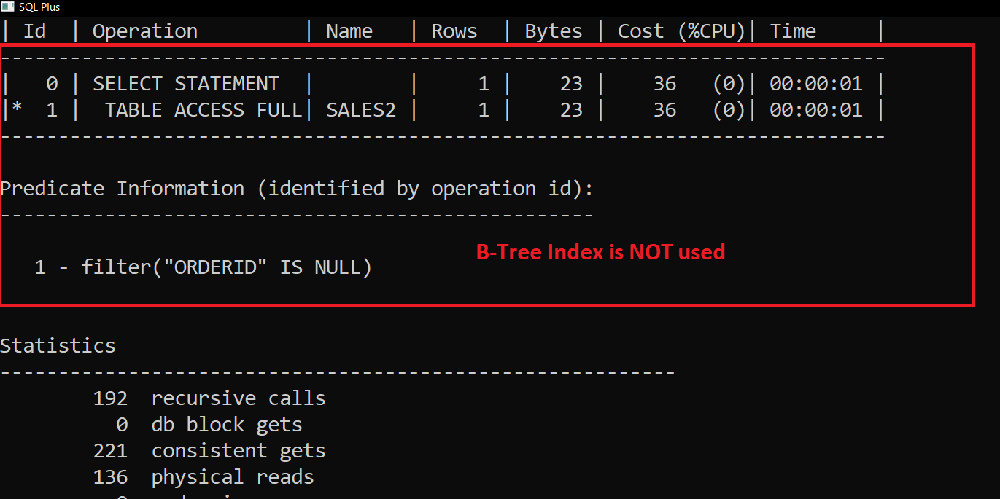 SQL Plus
| Id  | Operation         | Name   | Rows  | Bytes | Cost (%CPU)| Time     |
----------------------------------------------------------------------------
|   0 | SELECT STATEMENT  |        |     1 |    23 |    36   (0)| 00:00:01 |
|*  1 |  TABLE ACCESS FULL| SALES2 |     1 |    23 |    36   (0)| 00:00:01 |
----------------------------------------------------------------------------
Predicate Information (identified by operation id):
---------------------------------------------------
B-Tree Index is NOT used
1 - filter("ORDERID" IS NULL)
Statistics
----------------------------------------------------------
192  recursive calls
0  db block gets
221  consistent gets
136  physical reads